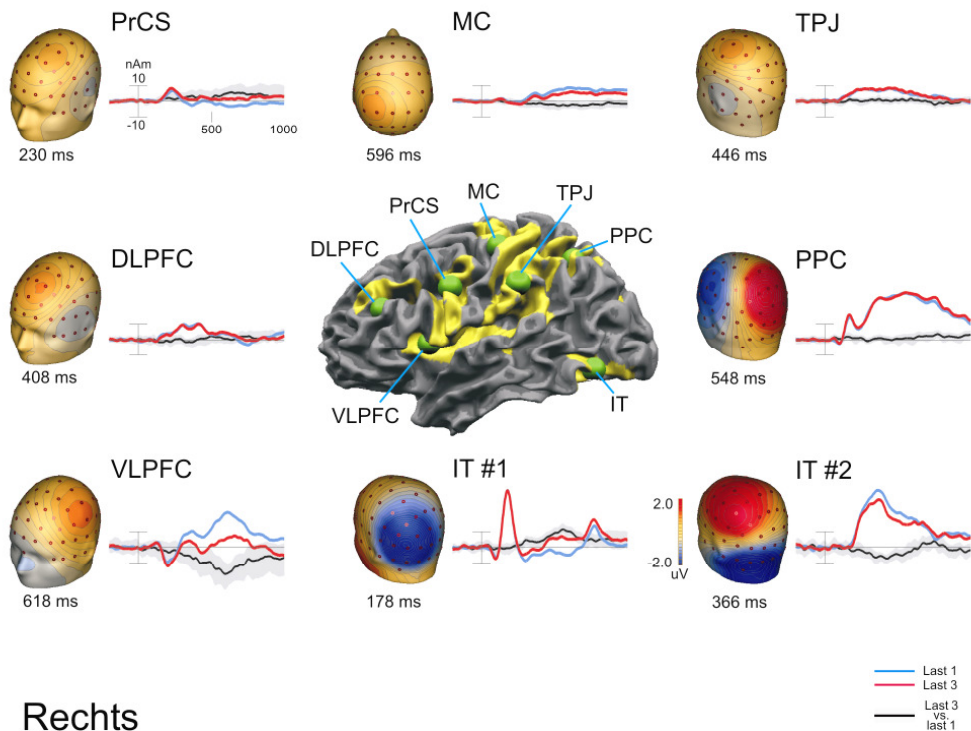 PrCS
MC
TPJ
nAm
10
-10
500
1000
230 ms
596 ms
446 ms
MC
TPJ
PrCS
PPC
DLPFC
DLPFC
PPC
408 ms
548 ms
VLPFC
IT
VLPFC
IT #1
IT #2
2.0
-2.0
uV
618 ms
178 ms
366 ms
Last 1
Last 3
Last 3
vs.
last 1
Rechts